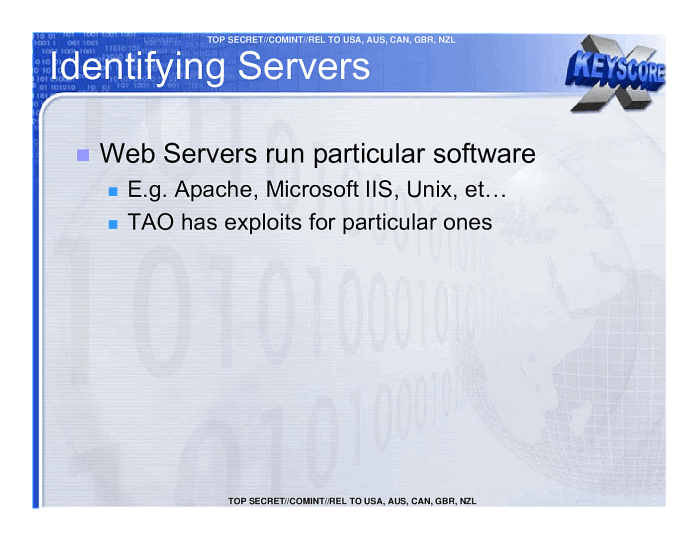 TOP SECRET//COMINT//REL TO USA, AUS, CAN, GBR, NZL
Identifying Servers
XKEYSCORE
Web Servers run particular software
E.g. Apache, Microsoft IIS, Unix, et…
TAO has exploits for particular ones
TOP SECRET//COMINT//REL TO USA, AUS, CAN, GBR, NZL